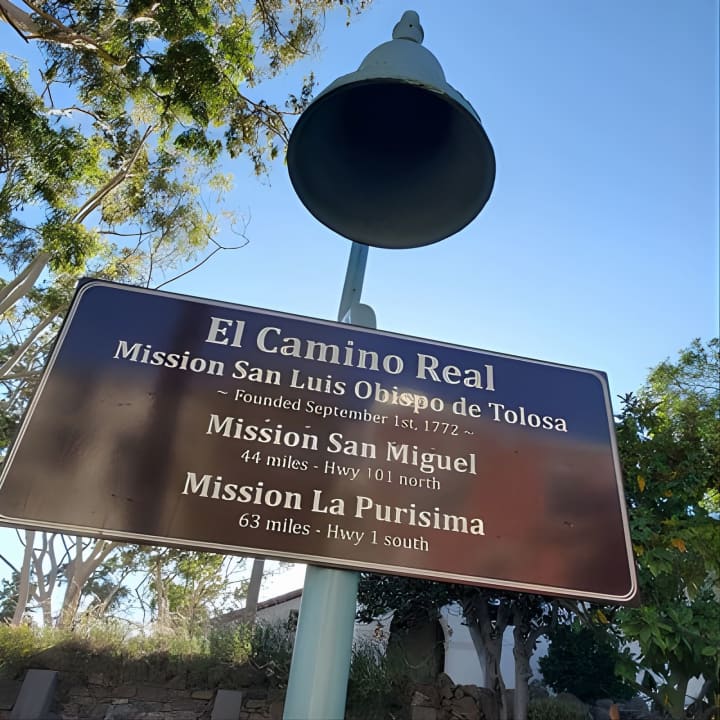 El Camino Real
Mission San Luis Obispo de Tolosa
~ Founded September 1st, 1772 ~
Mission San Miguel
44 miles - Hwy 101 north
Mission La Purisima
63 miles - Hwy 1 south